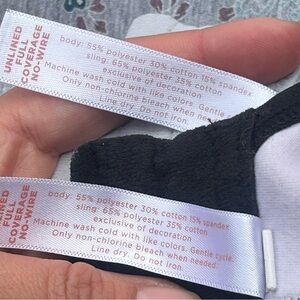 UNLINED
FULL
COVERAGE
NO-WIRE
body: 55% polyester 30% cotton 15% spandex
sling: 65% polyester 35% cotton
exclusive of decoration
Machine wash cold with like colors. Gentle
Only non-chlorine bleach when needed.
Line dry. Do not iron.
UNLINED
FULL
COVERAGE
NO-WIRE
body: 55% polyester 30% cotton 15% spandex
sling: 65% polyester 35% cotton
exclusive of decoration
Machine wash cold with like colors. Gentle cycle.
Only non-chlorine bleach when needed.
Line dry. Do not iron.